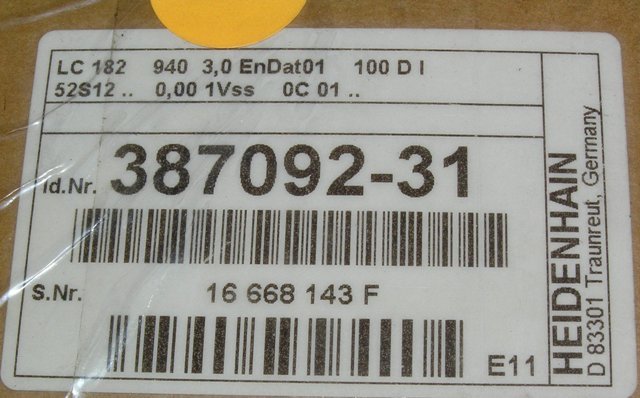 LC 182 940 3,0 EnDat01 100 D I
52S12 .. 0,00 1Vss 0C 01 ..
Id.Nr. 387092-31
S.Nr. 16 668 143 F
E11
HEIDENHAIN
D 83301 Traunreut, Germany